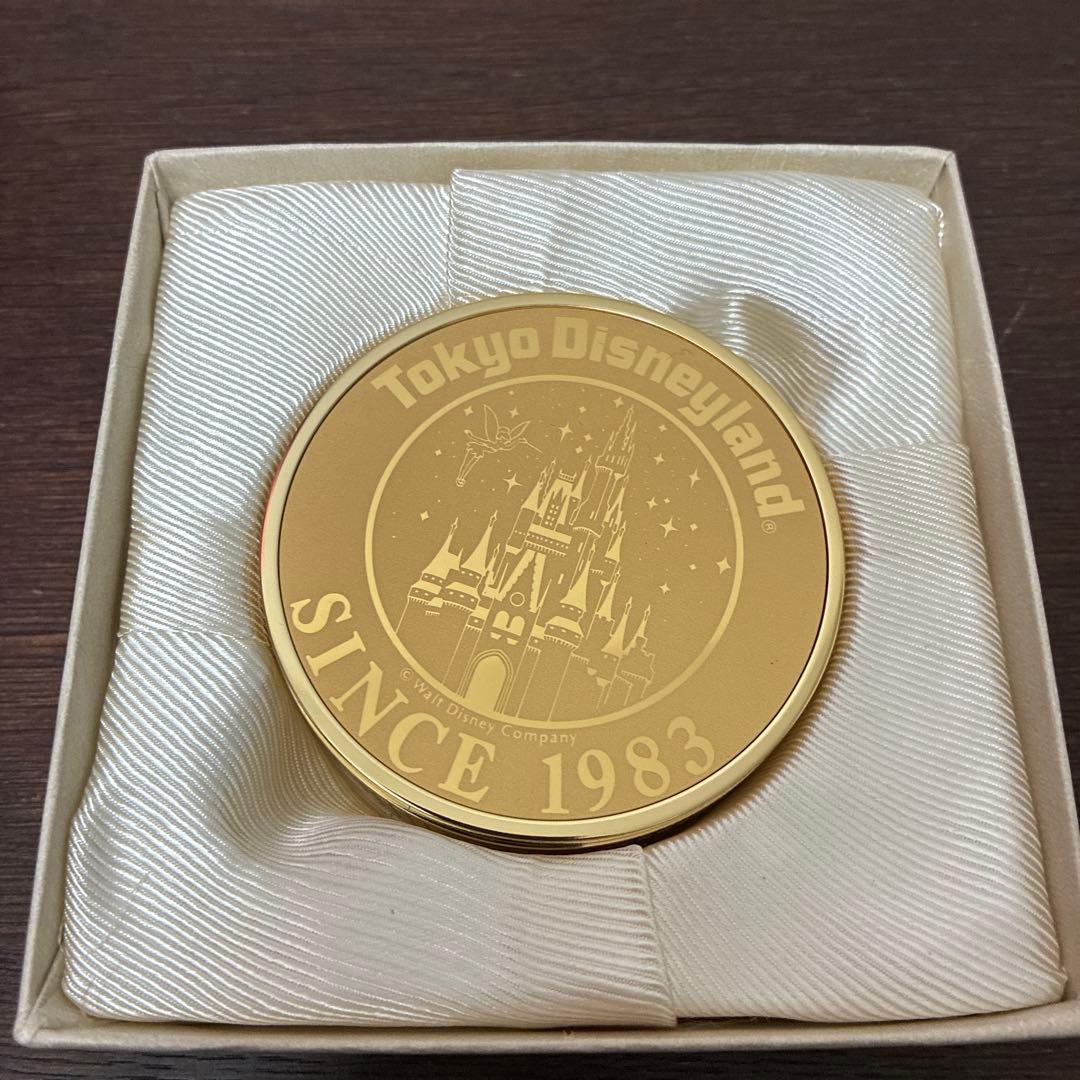 Tokyo Disneyland®
© Walt Disney Company
SINCE 1983